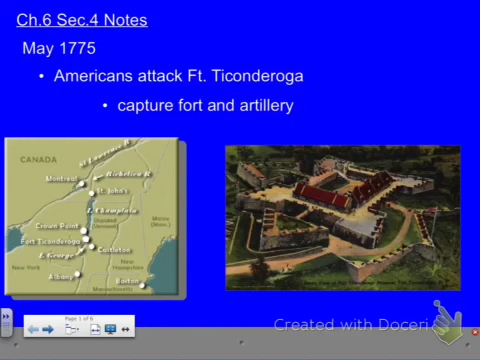 Ch.6 Sec.4 Notes
May 1775
• Americans attack Ft. Ticonderoga
• capture fort and artillery
CANADA
St Lawrence R
Montreal
Richelieu R
St. John's
L Champlain
Crown Point
Fort Ticonderoga
L George
Castleton
Maine
(Mass.)
New York
New
Hampshire
Albany
Boston
Massachusetts
Page 1 of 6
Created with Doceri